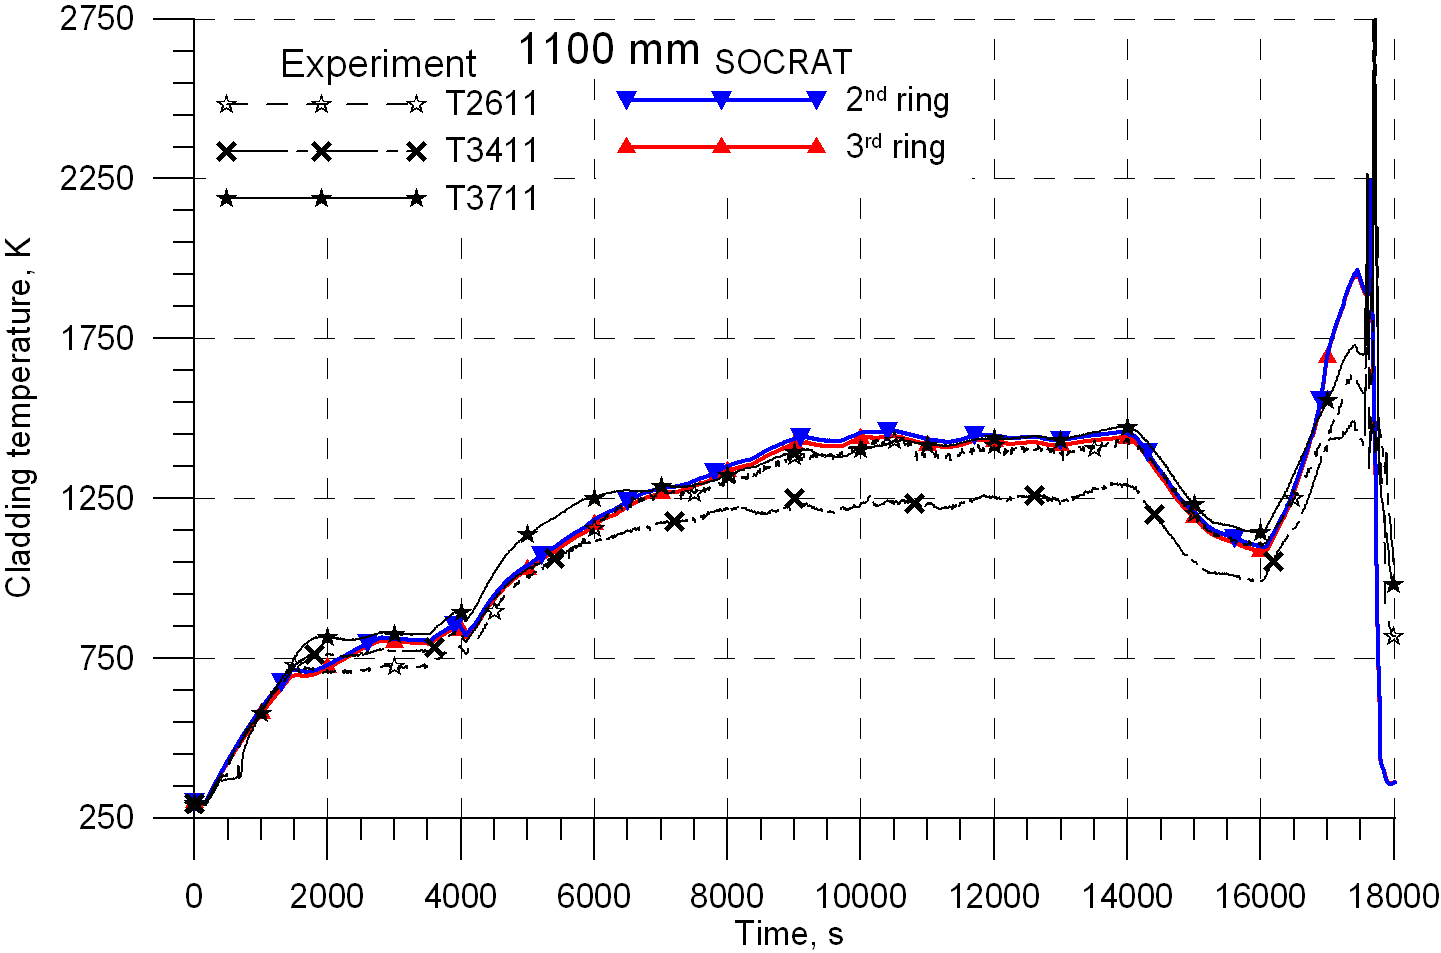 1100 mm
Experiment
SOCRAT
T2611
T3411
T3711
2nd ring
3rd ring
Cladding temperature, K
2750
2250
1750
1250
750
250
0 2000 4000 6000 8000 10000 12000 14000 16000 18000
Time, s